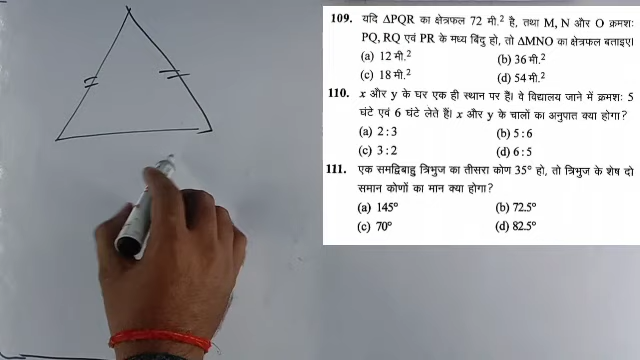 109. यदि ΔPQR का क्षेत्रफल 72 मी.² है, तथा M, N और O क्रमशः
PQ, RQ एवं PR के मध्य बिंदु हो, तो ΔMNO का क्षेत्रफल बताइए।
(a) 12 मी.² (b) 36 मी.²
(c) 18 मी.² (d) 54 मी.²
110. x और y के घर एक ही स्थान पर हैं। वे विद्यालय जाने में क्रमशः 5
घंटे एवं 6 घंटे लेते हैं। x और y के चालों का अनुपात क्या होगा?
(a) 2 : 3 (b) 5 : 6
(c) 3 : 2 (d) 6 : 5
111. एक समद्विबाहु त्रिभुज का तीसरा कोण 35° हो, तो त्रिभुज के शेष दो
समान कोणों का मान क्या होगा?
(a) 145° (b) 72.5°
(c) 70° (d) 82.5°